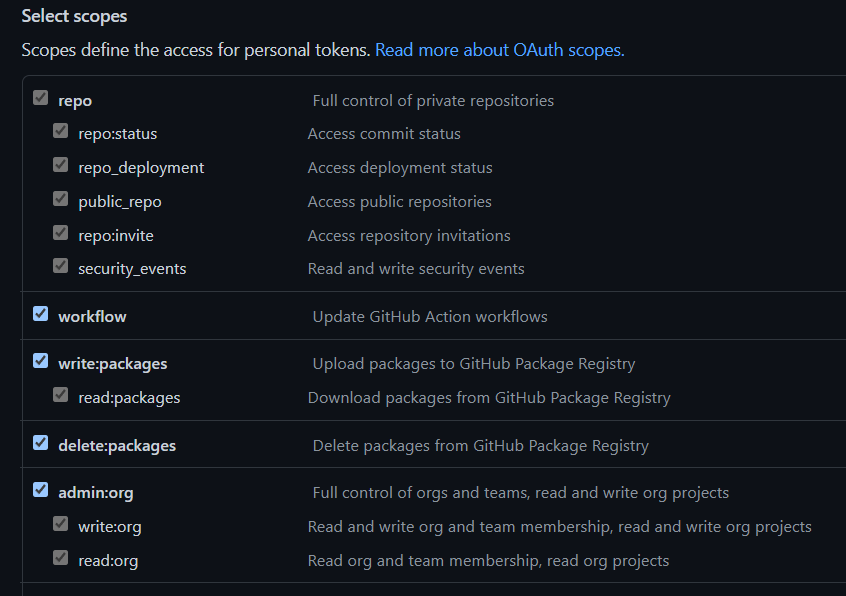 Select scopes
Scopes define the access for personal tokens. Read more about OAuth scopes.
repo Full control of private repositories
repo:status Access commit status
repo_deployment Access deployment status
public_repo Access public repositories
repo:invite Access repository invitations
security_events Read and write security events
workflow Update GitHub Action workflows
write:packages Upload packages to GitHub Package Registry
read:packages Download packages from GitHub Package Registry
delete:packages Delete packages from GitHub Package Registry
admin:org Full control of orgs and teams, read and write org projects
write:org Read and write org and team membership, read and write org projects
read:org Read org and team membership, read org projects